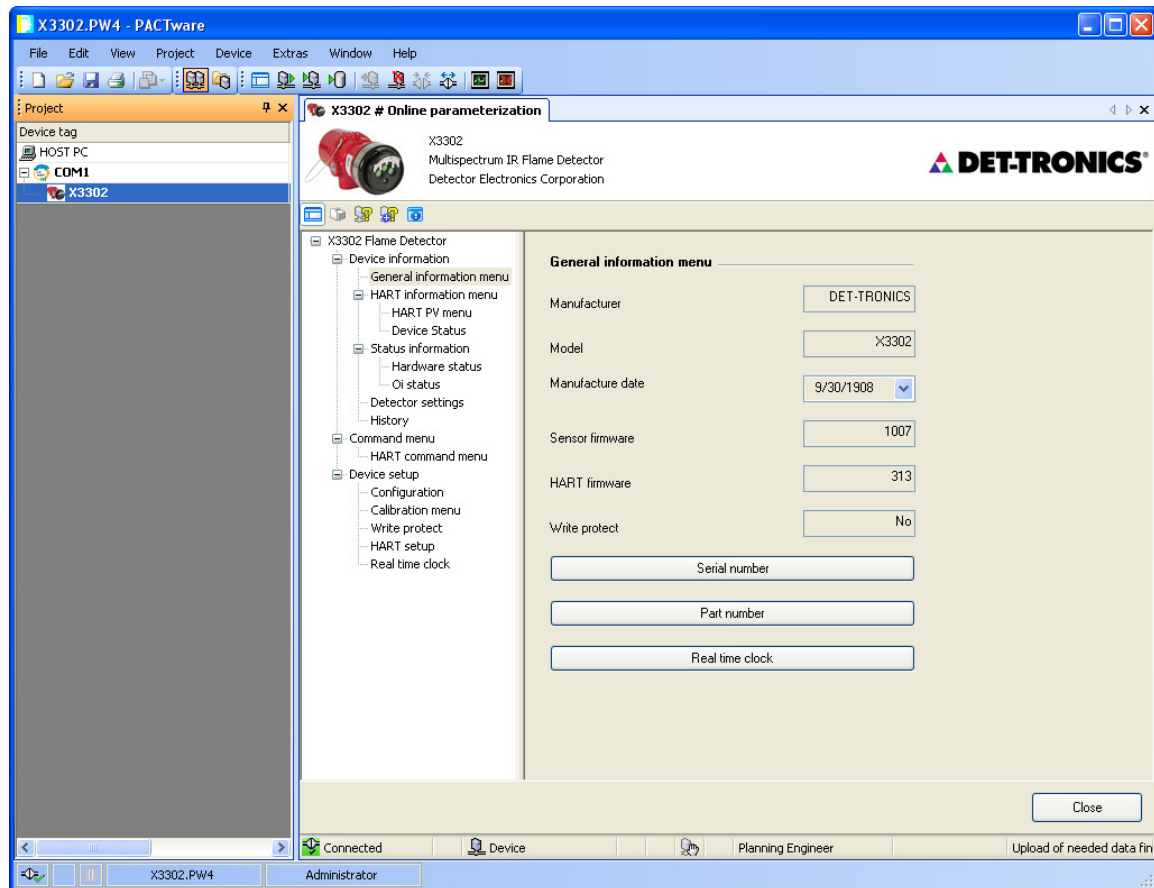 X3302.PW4 - PACTware
File Edit View Project Device Extras Window Help
Project
Device tag
HOST PC
COM1
X3302
X3302 # Online parameterization
X3302
Multispectrum IR Flame Detector
Detector Electronics Corporation
DET-TRONICS
X3302 Flame Detector
Device information
General information menu
HART information menu
HART PV menu
Device Status
Status information
Hardware status
Oi status
Detector settings
History
Command menu
HART command menu
Device setup
Configuration
Calibration menu
Write protect
HART setup
Real time clock
General information menu
Manufacturer DET-TRONICS
Model X3302
Manufacture date 9/30/1908
Sensor firmware 1007
HART firmware 313
Write protect No
Serial number
Part number
Real time clock
Close
Connected Device Planning Engineer Upload of needed data fin
X3302.PW4 Administrator